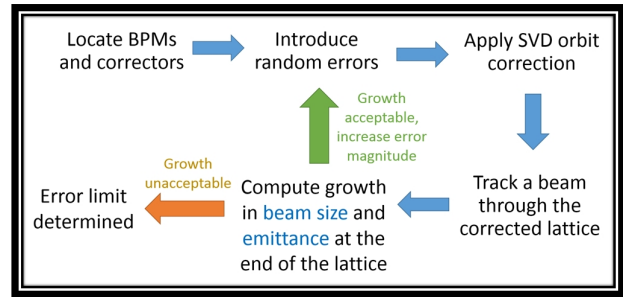 Locate BPMs
and correctors
Introduce
random errors
Apply SVD orbit
correction
Growth
acceptable,
increase error
magnitude
Growth
unacceptable
Error limit
determined
Compute growth
in beam size and
emittance at the
end of the lattice
Track a beam
through the
corrected lattice